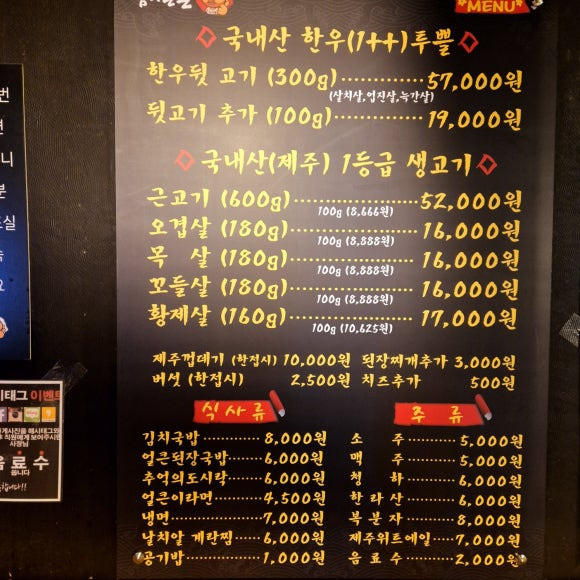 MENU
국내산 한우(1++)투뿔
한우뒷 고기 (300g)............57,000원
(살치살,업진살,늑간살)
뒷고기 추가 (100g)............19,000원
국내산(제주) 1등급 생고기
근고기 (600g)............52,000원
100g (8,666원)
오겹살 (180g)............16,000원
100g (8,888원)
목 살 (180g)............16,000원
100g (8,888원)
꼬들살 (180g)............16,000원
100g (8,888원)
황제살 (160g)............17,000원
100g (10,625원)
제주껍데기 (한접시) 10,000원 된장찌개추가 3,000원
버섯 (한접시) 2,500원 치즈추가 500원
식사류
김치국밥............8,000원
얼큰된장국밥............6,000원
추억의도시락............6,000원
얼큰이라면............4,500원
냉면............7,000원
날치알 계란찜............6,000원
공기밥............1,000원
주류
소 주............5,000원
맥 주............5,000원
청 하............6,000원
한라산............6,000원
복분자............8,000원
제주위트에일............7,000원
음료수............2,000원
시태그 이벤트
음료수
쏩니다